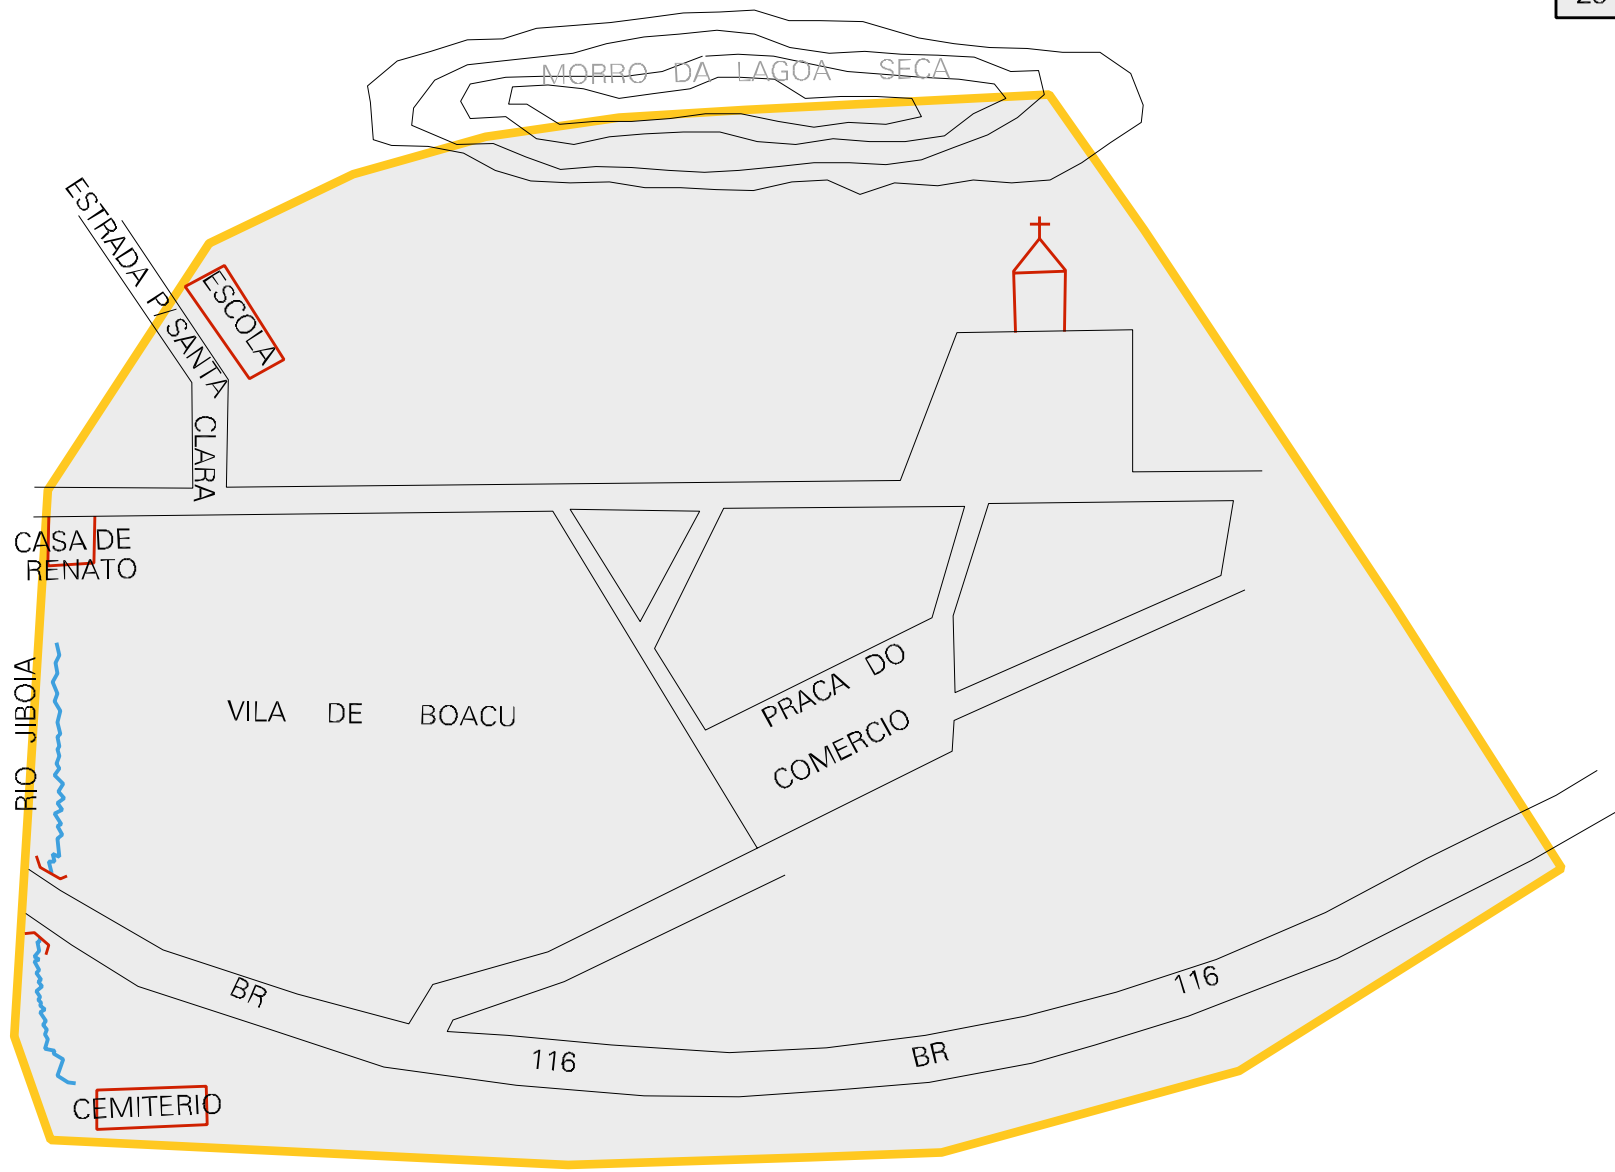 MORRO DA LAGOA SECA
ESTRADA P/ SANTA CLARA
ESCOLA
CASA DE
RENATO
RIO JIBOIA
VILA DE BOACU
PRACA DO
COMERCIO
BR
116
BR
116
CEMITERIO